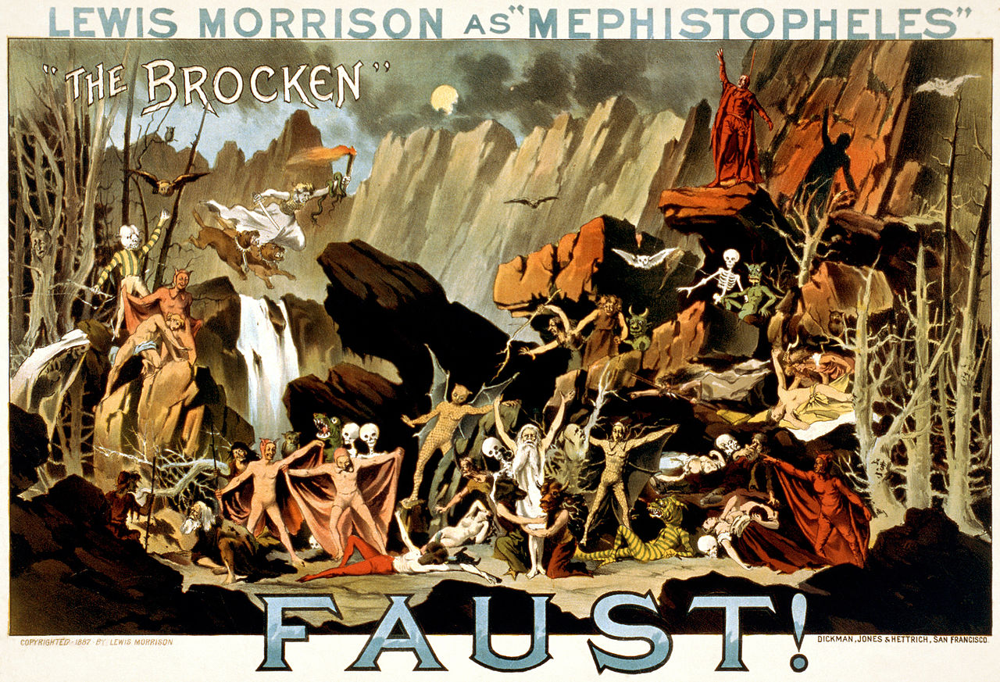 LEWIS MORRISON AS "MEPHISTOPHELES"
"THE BROCKEN"
FAUST!
COPYRIGHTED 1887 BY LEWIS MORRISON
DICKMAN, JONES & HETTRICH, SAN FRANCISCO.